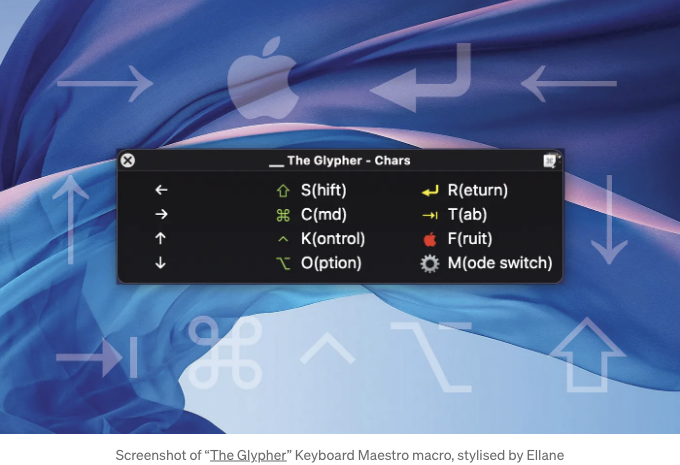 __ The Glypher - Chars
← ⇧ S(hift) ↩ R(eturn)
→ ⌘ C(md) ⇥ T(ab)
↑ ^ K(ontrol) F(ruit)
↓ ⌥ O(ption) M(ode switch)
Screenshot of “The Glypher” Keyboard Maestro macro, stylised by Ellane